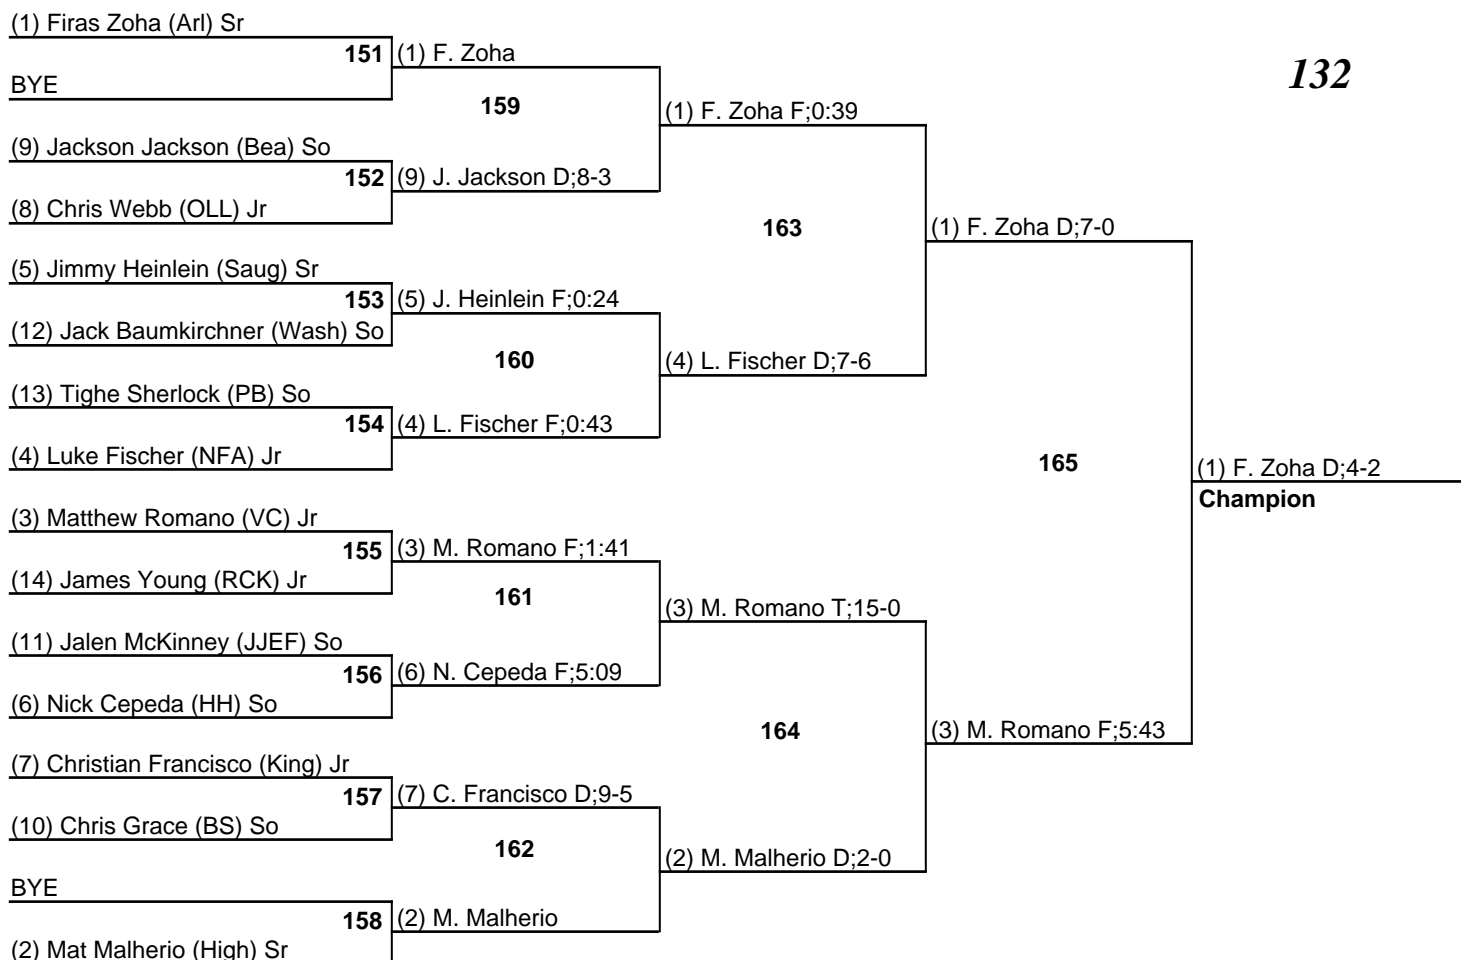 (1) Firas Zoha (Arl) Sr
151
(1) F. Zoha
BYE
132
159
(1) F. Zoha F;0:39
(9) Jackson Jackson (Bea) So
152
(9) J. Jackson D;8-3
(8) Chris Webb (OLL) Jr
163
(1) F. Zoha D;7-0
(5) Jimmy Heinlein (Saug) Sr
153
(5) J. Heinlein F;0:24
(12) Jack Baumkirchner (Wash) So
160
(4) L. Fischer D;7-6
(13) Tighe Sherlock (PB) So
154
(4) L. Fischer F;0:43
(4) Luke Fischer (NFA) Jr
165
(1) F. Zoha D;4-2
Champion
(3) Matthew Romano (VC) Jr
155
(3) M. Romano F;1:41
(14) James Young (RCK) Jr
161
(3) M. Romano T;15-0
(11) Jalen McKinney (JJEF) So
156
(6) N. Cepeda F;5:09
(6) Nick Cepeda (HH) So
164
(3) M. Romano F;5:43
(7) Christian Francisco (King) Jr
157
(7) C. Francisco D;9-5
(10) Chris Grace (BS) So
162
(2) M. Malherio D;2-0
BYE
158
(2) M. Malherio
(2) Mat Malherio (High) Sr